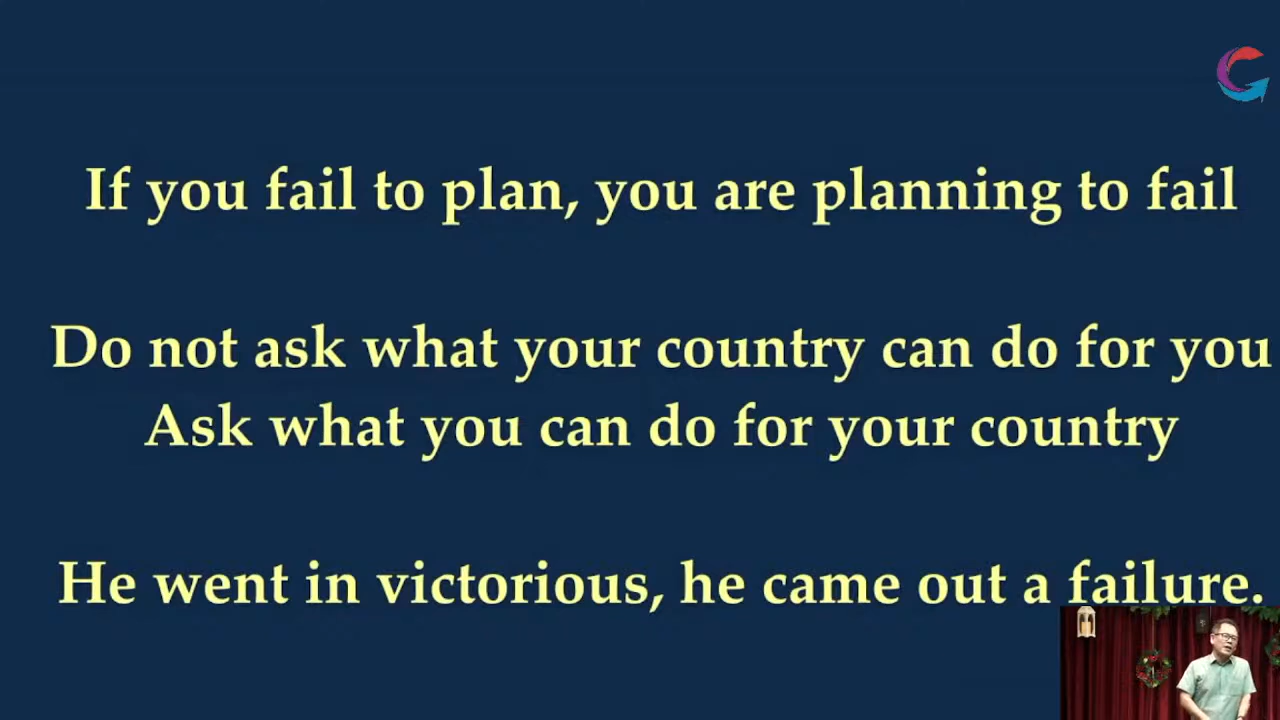 If you fail to plan, you are planning to fail
Do not ask what your country can do for you
Ask what you can do for your country
He went in victorious, he came out a failure.